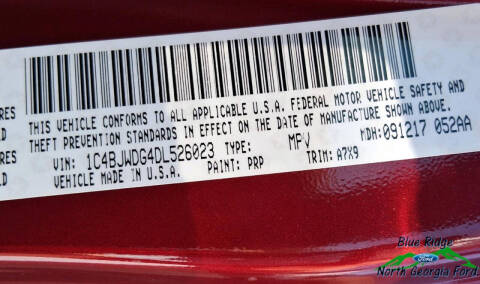 THIS VEHICLE CONFORMS TO ALL APPLICABLE U.S.A. FEDERAL MOTOR VEHICLE SAFETY AND
THEFT PREVENTION STANDARDS IN EFFECT ON THE DATE OF MANUFACTURE SHOWN ABOVE.
VIN: 1C4BJWDG4DL526023 TYPE: MPV MDH:091217 052AA
VEHICLE MADE IN U.S.A. PAINT: PRP TRIM: A7X9
Blue Ridge
Ford
North Georgia Ford